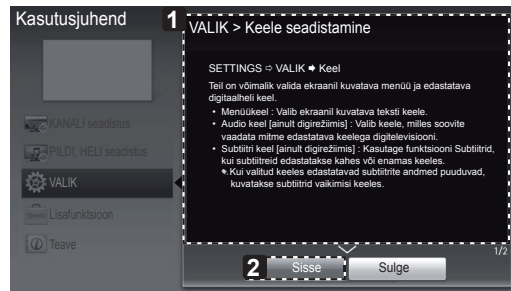 Kasutusjuhend
KANALI seadistus
PILDI, HELI seadistus
VALIK
Lisafunktsioon
Teave
1
VALIK > Keele seadistamine
SETTINGS ⇨ VALIK ➧ Keel
Teil on võimalik valida ekraanil kuvatava menüü ja edastatava
digitaalheli keel.
• Menüükeel : Valib ekraanil kuvatava teksti keele.
• Audio keel [ainult digirežiimis] : Valib keele, milles soovite
vaadata mitme edastatava keelega digitelevisiooni.
• Subtiitri keel [ainult digirežiimis] : Kasutage funktsiooni Subtiitrid,
kui subtiitreid edastatakse kahes või enamas keeles.
Kui valitud keeles edastatavad subtiitrite andmed puuduvad,
kuvatakse subtiitrid vaikimisi keeles.
1/2
2
Sisse
Sulge